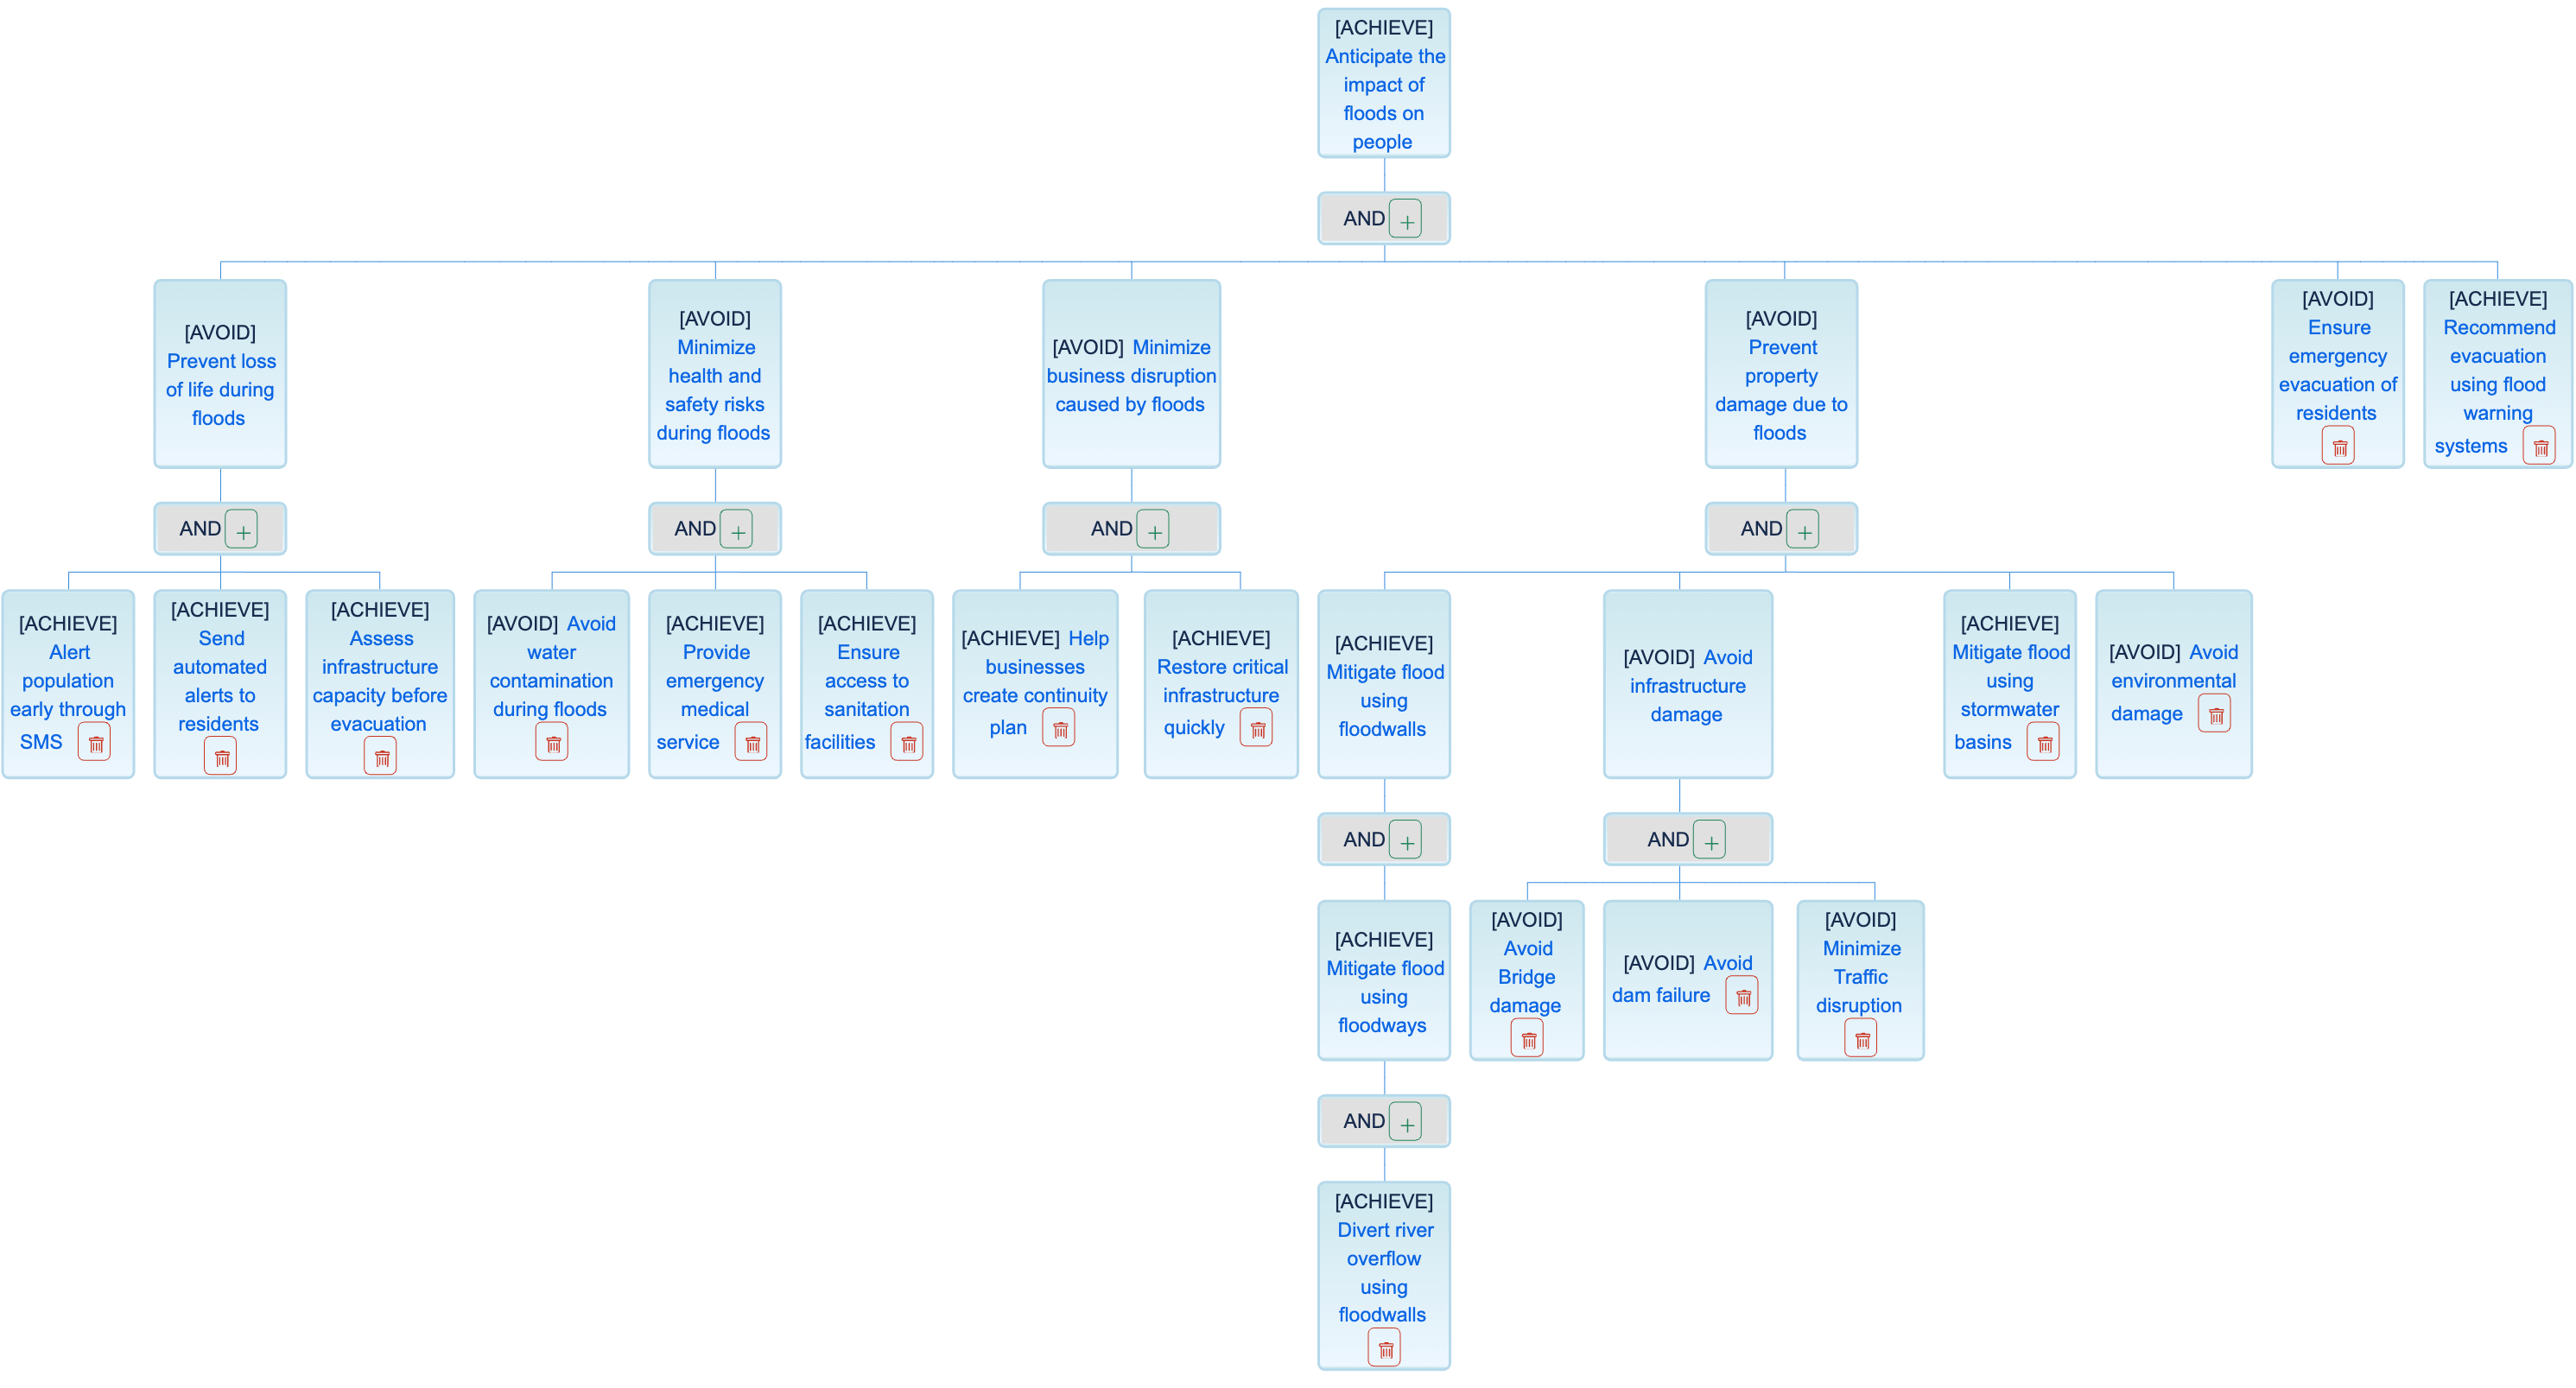 [ACHIEVE]
Anticipate the
impact of
floods on
people
AND +
[AVOID]
Prevent loss
of life during
floods
[AVOID]
Minimize
health and
safety risks
during floods
[AVOID] Minimize
business disruption
caused by floods
[AVOID]
Prevent
property
damage due to
floods
[AVOID]
Ensure
emergency
evacuation of
residents
[ACHIEVE]
Recommend
evacuation
using flood
warning
systems
AND +
AND +
AND +
AND +
[ACHIEVE]
Alert
population
early through
SMS
[ACHIEVE]
Send
automated
alerts to
residents
[ACHIEVE]
Assess
infrastructure
capacity before
evacuation
[AVOID] Avoid
water
contamination
during floods
[ACHIEVE]
Provide
emergency
medical
service
[ACHIEVE]
Ensure
access to
sanitation
facilities
[ACHIEVE] Help
businesses
create continuity
plan
[ACHIEVE]
Restore critical
infrastructure
quickly
[ACHIEVE]
Mitigate flood
using
floodwalls
[AVOID] Avoid
infrastructure
damage
[ACHIEVE]
Mitigate flood
using
stormwater
basins
[AVOID] Avoid
environmental
damage
AND +
AND +
[ACHIEVE]
Mitigate flood
using
floodways
[AVOID]
Avoid
Bridge
damage
[AVOID] Avoid
dam failure
[AVOID]
Minimize
Traffic
disruption
AND +
[ACHIEVE]
Divert river
overflow
using
floodwalls